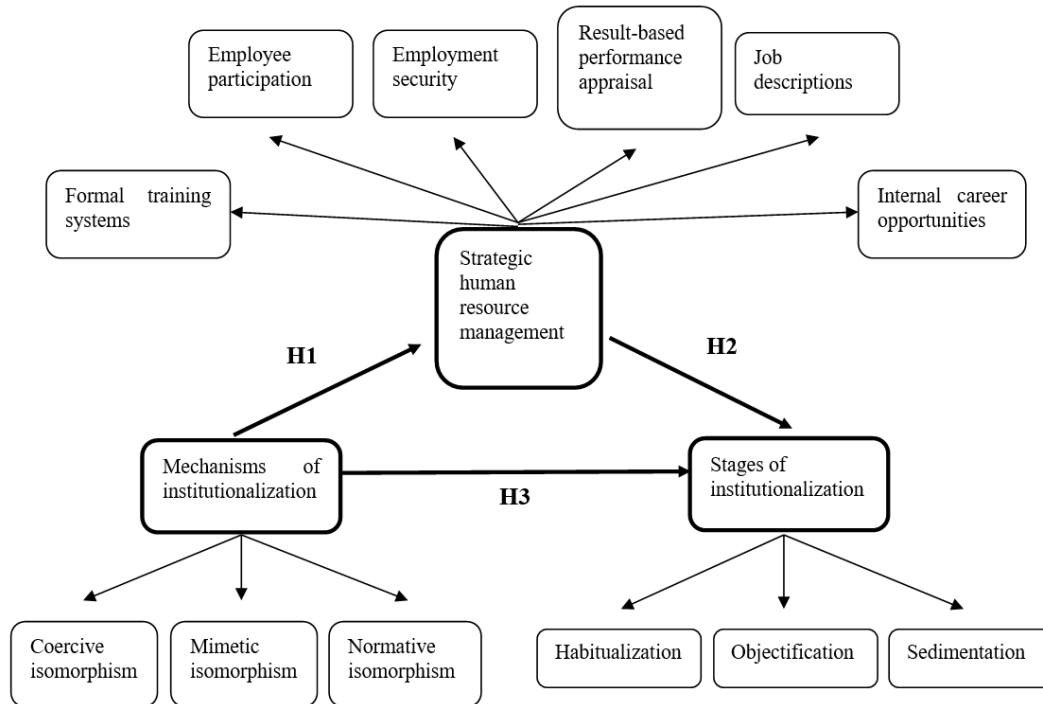 Employee
participation
Employment
security
Result-based
performance
appraisal
Job
descriptions
Formal training
systems
Internal career
opportunities
Strategic
human
resource
management
H1
H2
Mechanisms of
institutionalization
Stages of
institutionalization
H3
Coercive
isomorphism
Mimetic
isomorphism
Normative
isomorphism
Habitualization
Objectification
Sedimentation